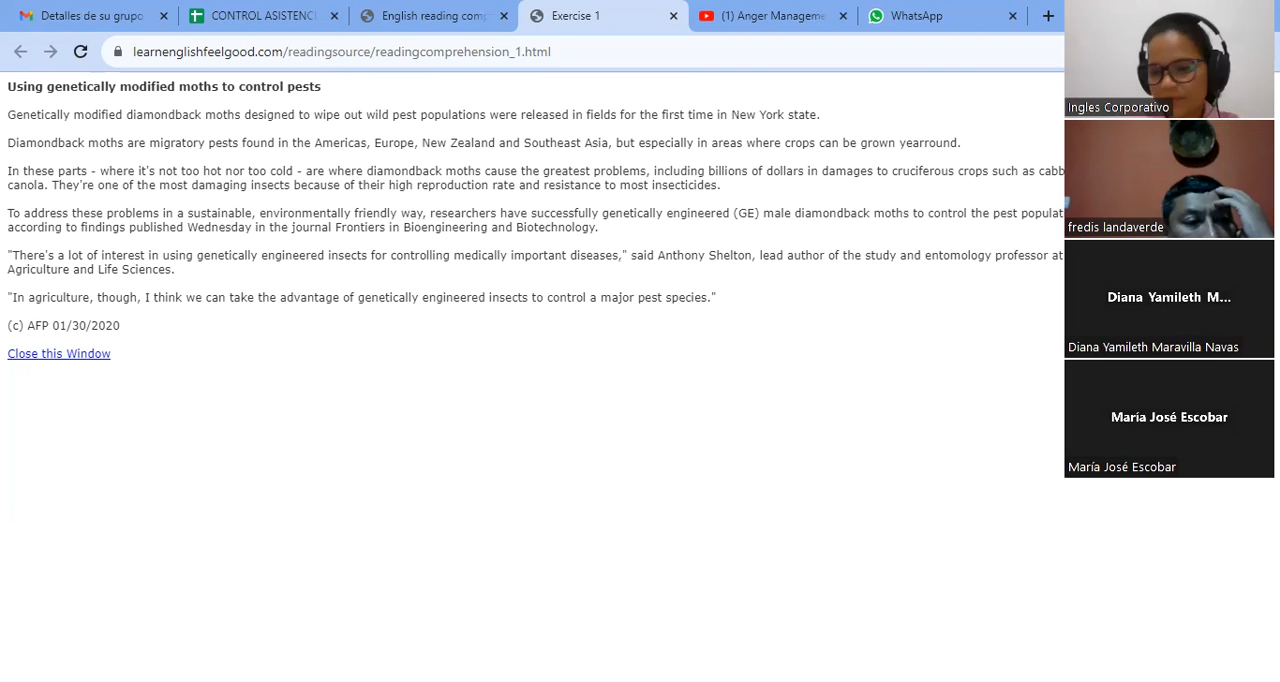 Detalles de su grupo
CONTROL ASISTENCI
English reading comp
Exercise 1
(1) Anger Manageme
WhatsApp
learnenglishfeelgood.com/readingsource/readingcomprehension_1.html
Using genetically modified moths to control pests
Genetically modified diamondback moths designed to wipe out wild pest populations were released in fields for the first time in New York state.
Diamondback moths are migratory pests found in the Americas, Europe, New Zealand and Southeast Asia, but especially in areas where crops can be grown yearround.
In these parts - where it's not too hot nor too cold - are where diamondback moths cause the greatest problems, including billions of dollars in damages to cruciferous crops such as cabb
canola. They're one of the most damaging insects because of their high reproduction rate and resistance to most insecticides.
To address these problems in a sustainable, environmentally friendly way, researchers have successfully genetically engineered (GE) male diamondback moths to control the pest populat
according to findings published Wednesday in the journal Frontiers in Bioengineering and Biotechnology.
"There's a lot of interest in using genetically engineered insects for controlling medically important diseases," said Anthony Shelton, lead author of the study and entomology professor at
Agriculture and Life Sciences.
"In agriculture, though, I think we can take the advantage of genetically engineered insects to control a major pest species."
(c) AFP 01/30/2020
Close this Window
Ingles Corporativo
fredis landaverde
Diana Yamileth M...
Diana Yamileth Maravilla Navas
María José Escobar
María José Escobar